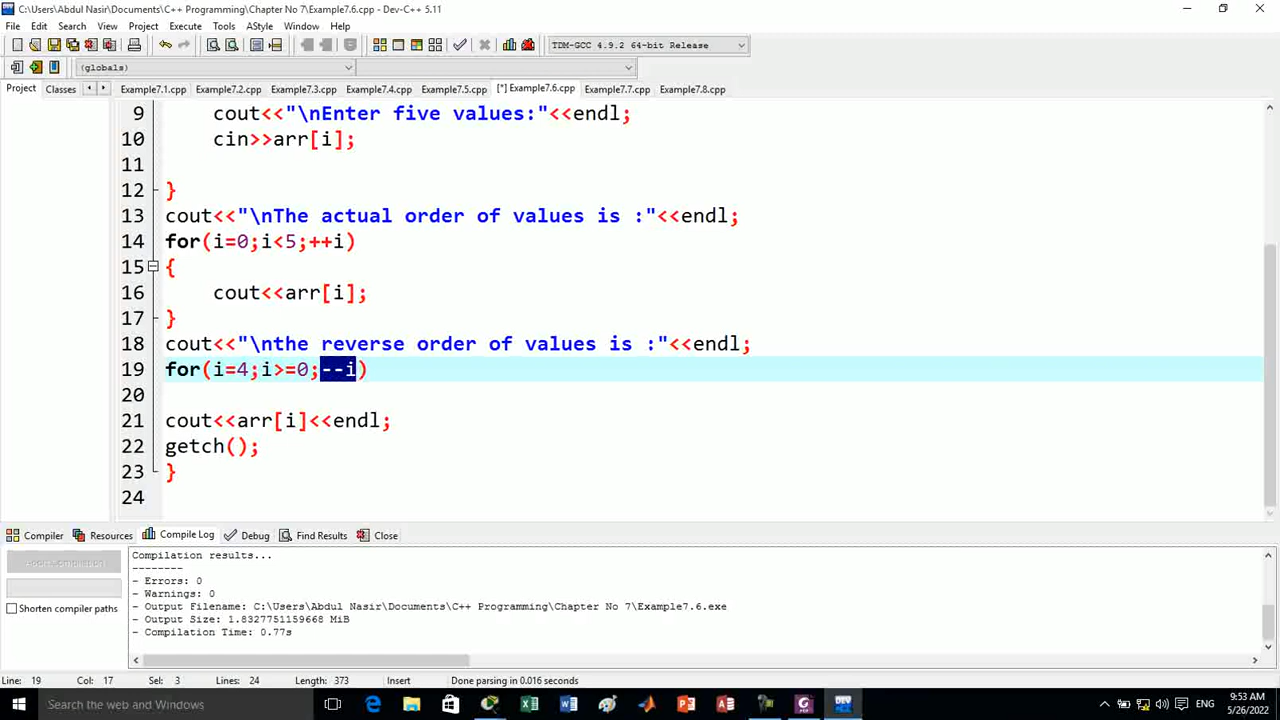 C:\Users\Abdul Nasir\Documents\C++ Programming\Chapter No 7\Example7.6.cpp - Dev-C++ 5.11
File Edit Search View Project Execute Tools AStyle Window Help
TDM-GCC 4.9.2 64-bit Release
(globals)
Project Classes Example7.1.cpp Example7.2.cpp Example7.3.cpp Example7.4.cpp Example7.5.cpp [*] Example7.6.cpp Example7.7.cpp Example7.8.cpp
9 cout<<"\nEnter five values:"<<endl;
10 cin>>arr[i];
11
12 }
13 cout<<"\nThe actual order of values is :"<<endl;
14 for(i=0;i<5;++i)
15 {
16 cout<<arr[i];
17 }
18 cout<<"\nthe reverse order of values is :"<<endl;
19 for(i=4;i>=0;--i)
20
21 cout<<arr[i]<<endl;
22 getch();
23 }
24
Compiler Resources Compile Log Debug Find Results Close
Abort Compilation
Shorten compiler paths
Compilation results...
--------
- Errors: 0
- Warnings: 0
- Output Filename: C:\Users\Abdul Nasir\Documents\C++ Programming\Chapter No 7\Example7.6.exe
- Output Size: 1.8327751159668 MiB
- Compilation Time: 0.77s
Line: 19 Col: 17 Sel: 3 Lines: 24 Length: 373 Insert Done parsing in 0.016 seconds
Search the web and Windows
9:53 AM
5/26/2022